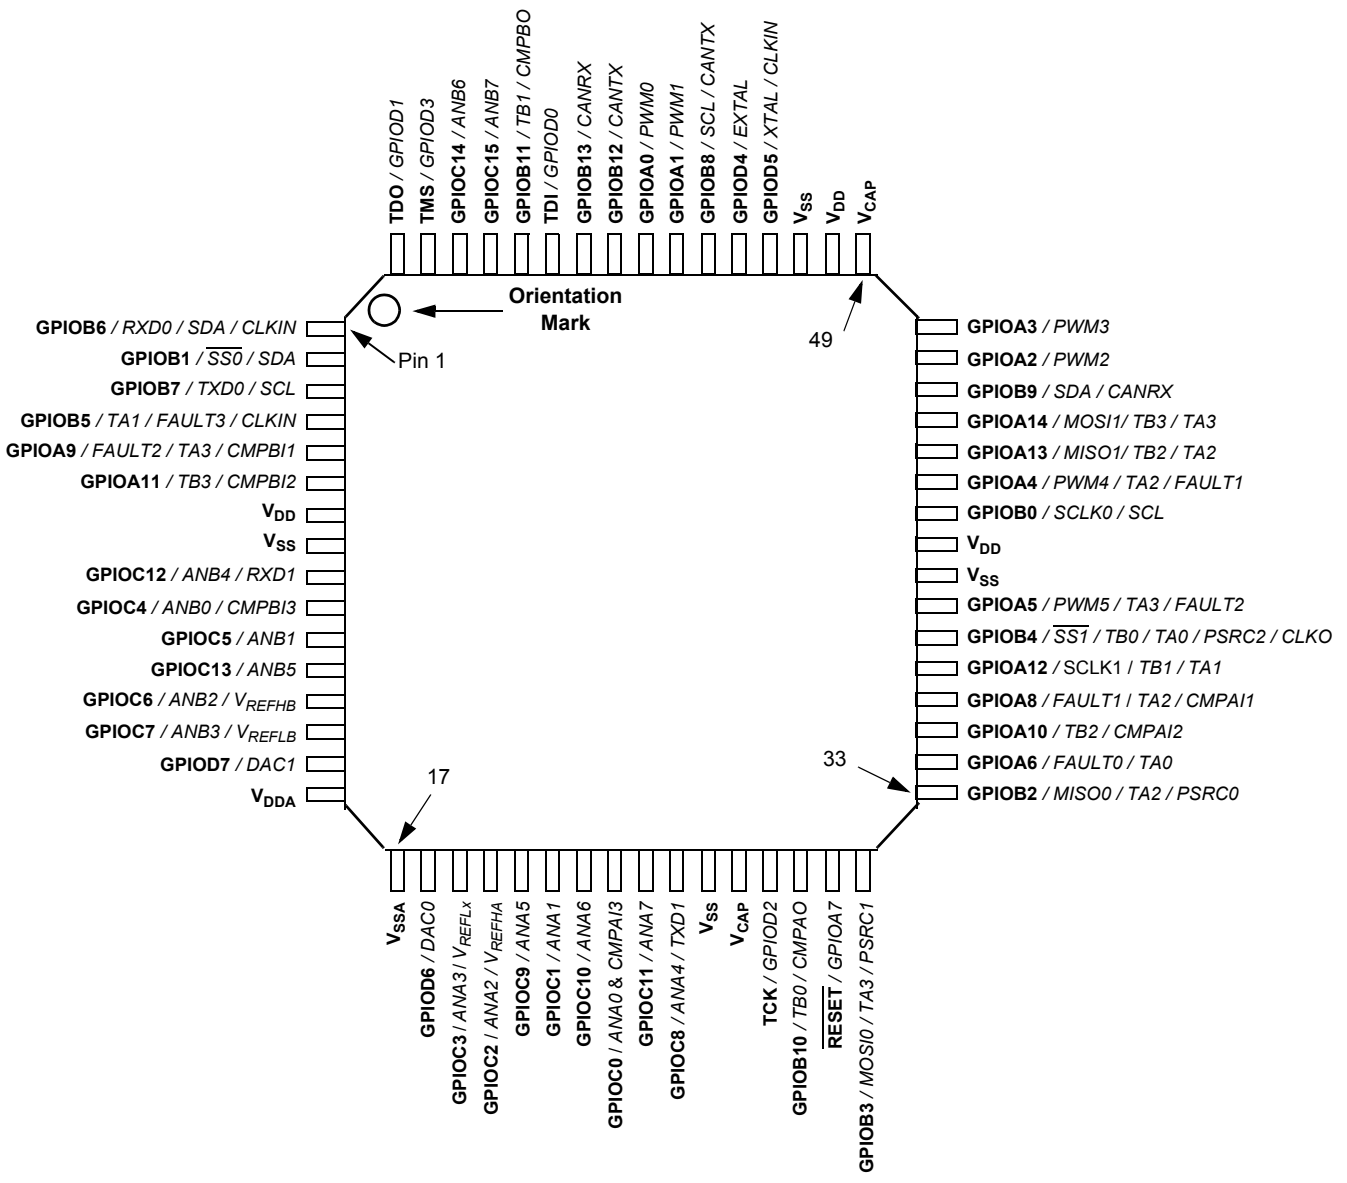 TDO / GPIOD1
TMS / GPIOD3
GPIOC14 / ANB6
GPIOC15 / ANB7
GPIOB11 / TB1 / CMPBO
TDI / GPIOD0
GPIOB13 / CANRX
GPIOB12 / CANTX
GPIOA0 / PWM0
GPIOA1 / PWM1
GPIOB8 / SCL / CANTX
GPIOD4 / EXTAL
GPIOD5 / XTAL / CLKIN
VSS
VDD
VCAP
Orientation
Mark
Pin 1
49
GPIOB6 / RXD0 / SDA / CLKIN
GPIOB1 / SS0 / SDA
GPIOB7 / TXD0 / SCL
GPIOB5 / TA1 / FAULT3 / CLKIN
GPIOA9 / FAULT2 / TA3 / CMPBI1
GPIOA11 / TB3 / CMPBI2
VDD
VSS
GPIOC12 / ANB4 / RXD1
GPIOC4 / ANB0 / CMPBI3
GPIOC5 / ANB1
GPIOC13 / ANB5
GPIOC6 / ANB2 / VREFHB
GPIOC7 / ANB3 / VREFLB
GPIOD7 / DAC1
VDDA
GPIOA3 / PWM3
GPIOA2 / PWM2
GPIOB9 / SDA / CANRX
GPIOA14 / MOSI1/ TB3 / TA3
GPIOA13 / MISO1/ TB2 / TA2
GPIOA4 / PWM4 / TA2 / FAULT1
GPIOB0 / SCLK0 / SCL
VDD
VSS
GPIOA5 / PWM5 / TA3 / FAULT2
GPIOB4 / SS1 / TB0 / TA0 / PSRC2 / CLKO
GPIOA12 / SCLK1 / TB1 / TA1
GPIOA8 / FAULT1 / TA2 / CMPAI1
GPIOA10 / TB2 / CMPAI2
GPIOA6 / FAULT0 / TA0
GPIOB2 / MISO0 / TA2 / PSRC0
17
33
VSSA
GPIOD6 / DAC0
GPIOC3 / ANA3 / VREFLx
GPIOC2 / ANA2 / VREFHA
GPIOC9 / ANA5
GPIOC1 / ANA1
GPIOC10 / ANA6
GPIOC0 / ANA0 & CMPAI3
GPIOC11 / ANA7
GPIOC8 / ANA4 / TXD1
VSS
VCAP
TCK / GPIOD2
GPIOB10 / TB0 / CMPAO
RESET / GPIOA7
GPIOB3 / MOSI0 / TA3 / PSRC1